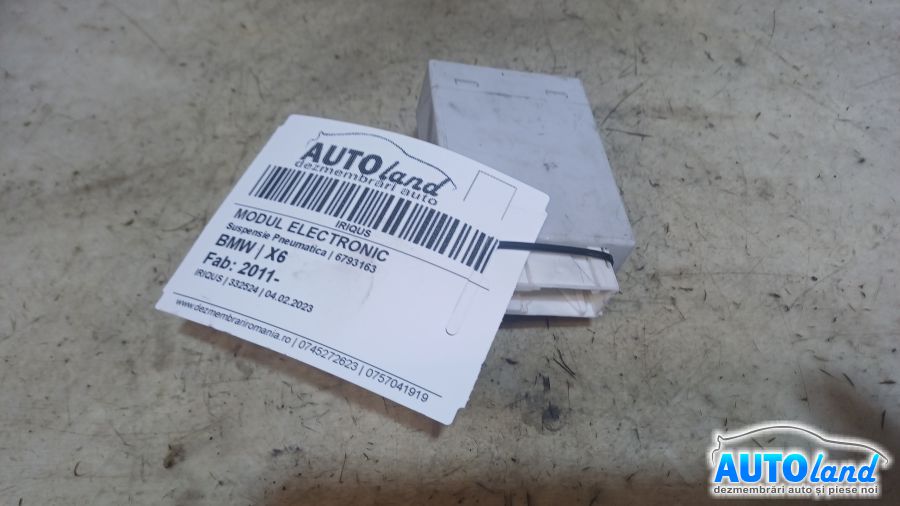 AUTOland
dezmembrări auto
IRIQUS
MODUL ELECTRONIC
Suspensie Pneumatica | 6793163
BMW | X6
Fab: 2011-
IRIQUS | 332524 | 04.02.2023
www.dezmembrariromania.ro | 0745272623 | 0757041919
AUTOland
dezmembrări auto și piese noi